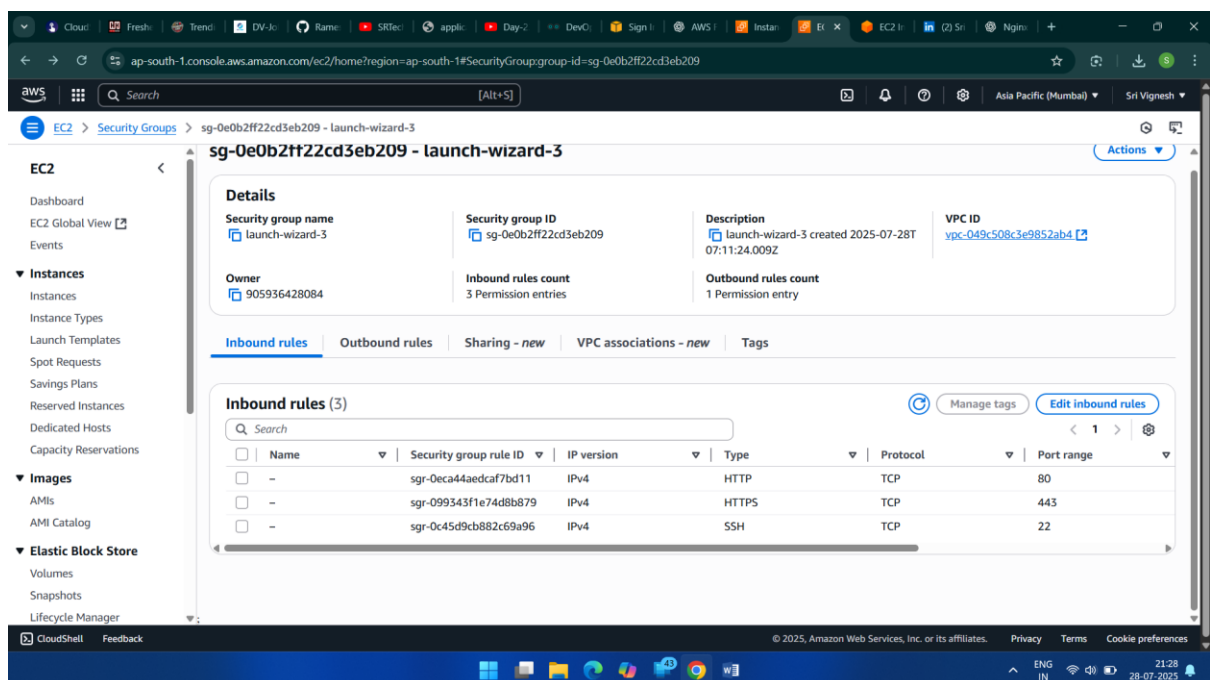 Cloud
Freshe
Trendi
DV-Jo
Rames
SRTec
applic
Day-2
DevO
Sign I
AWS
Instan
EC
EC2 In
(2) Sri
Nginx
ap-south-1.console.aws.amazon.com/ec2/home?region=ap-south-1#SecurityGroup:group-id=sg-0e0b2ff22cd3eb209
S
aws
Search
[Alt+S]
Asia Pacific (Mumbai)
Sri Vignesh
EC2 > Security Groups > sg-0e0b2ff22cd3eb209 - launch-wizard-3
EC2
Dashboard
EC2 Global View
Events
Instances
Instances
Instance Types
Launch Templates
Spot Requests
Savings Plans
Reserved Instances
Dedicated Hosts
Capacity Reservations
Images
AMIs
AMI Catalog
Elastic Block Store
Volumes
Snapshots
Lifecycle Manager
sg-0e0b2ff22cd3eb209 - launch-wizard-3
Actions
Details
Security group name
launch-wizard-3
Security group ID
sg-0e0b2ff22cd3eb209
Description
launch-wizard-3 created 2025-07-28T
07:11:24.009Z
VPC ID
vpc-049c508c3e9852ab4
Owner
905936428084
Inbound rules count
3 Permission entries
Outbound rules count
1 Permission entry
Inbound rules Outbound rules Sharing - new VPC associations - new Tags
Inbound rules (3)
Manage tags
Edit inbound rules
Search
1
Name Security group rule ID IP version Type Protocol Port range
– sgr-0eca44aedcaf7bd11 IPv4 HTTP TCP 80
– sgr-099343f1e74d8b879 IPv4 HTTPS TCP 443
– sgr-0c45d9cb882c69a96 IPv4 SSH TCP 22
CloudShell Feedback
© 2025, Amazon Web Services, Inc. or its affiliates. Privacy Terms Cookie preferences
43
ENG
IN
21:28
28-07-2025